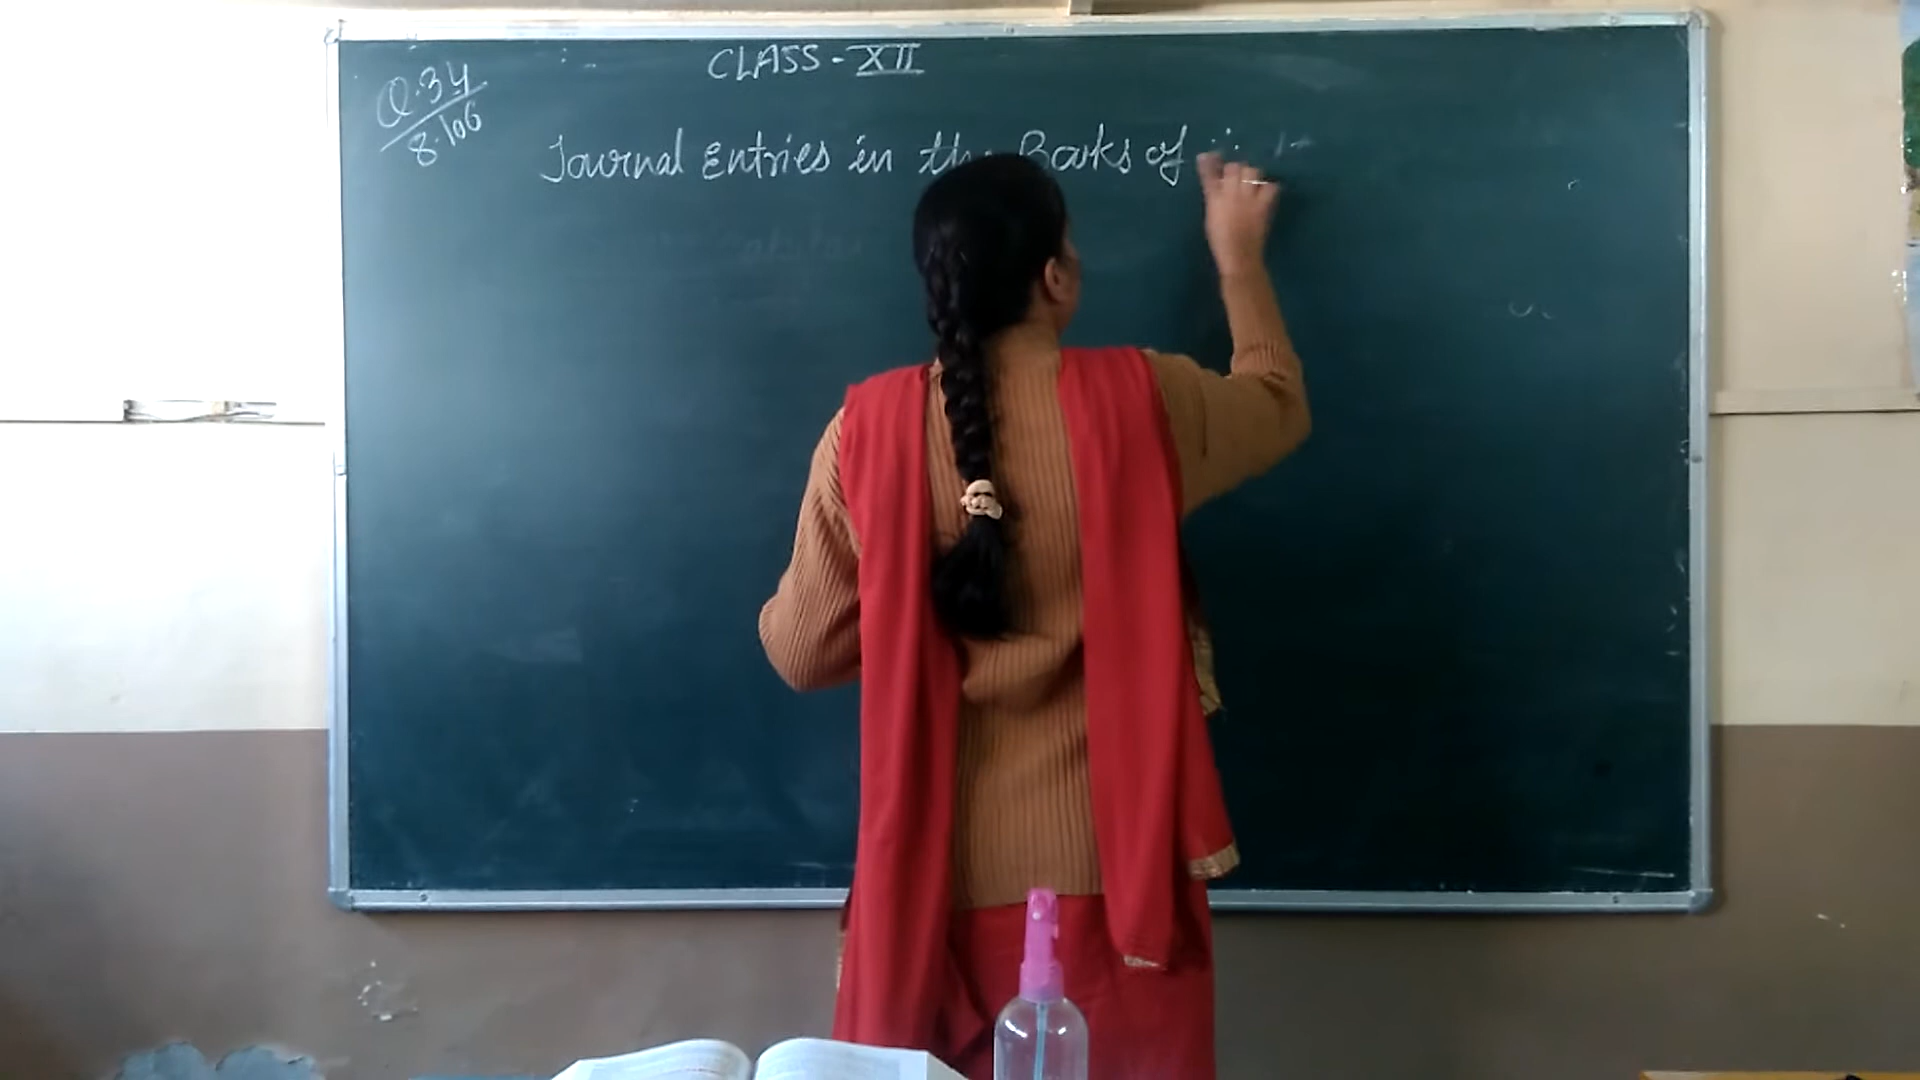 CLASS - XII
Q.34
8.106
Journal Entries in the Books of